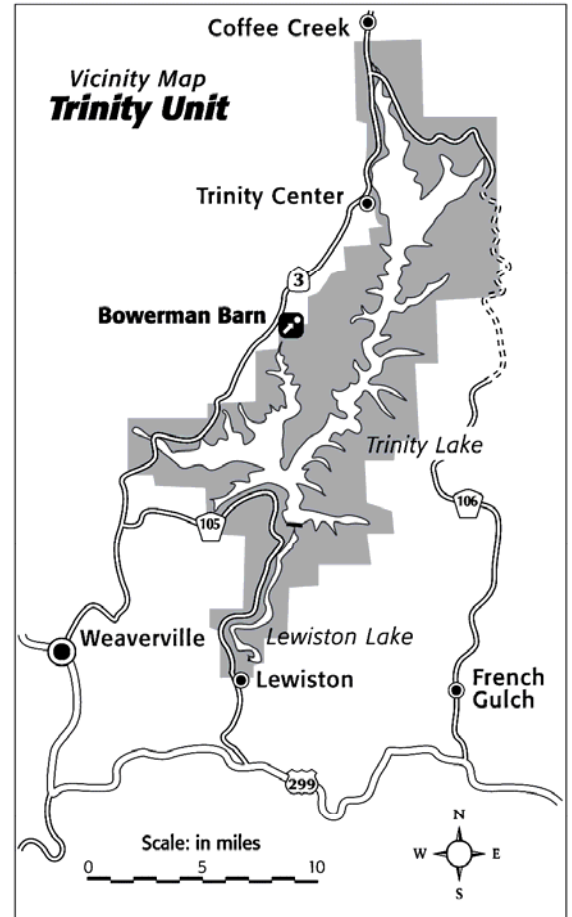 Coffee Creek
Vicinity Map
Trinity Unit
Trinity Center
3
Bowerman Barn
Trinity Lake
106
105
Weaverville
Lewiston Lake
Lewiston
French
Gulch
299
Scale: in miles
0 5 10
N
W E
S